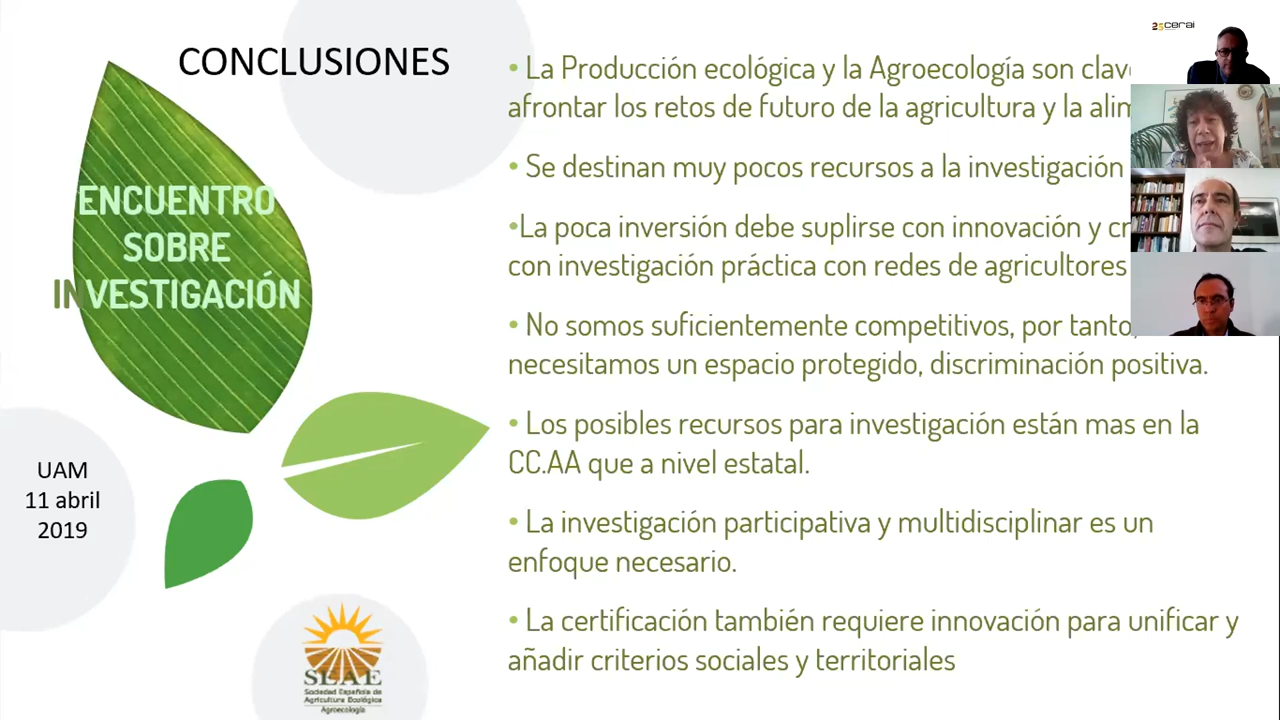 CONCLUSIONES
ENCUENTRO
SOBRE
INVESTIGACIÓN
UAM
11 abril
2019
SEAE
Sociedad Española de
Agricultura Ecológica
Agroecología
• La Producción ecológica y la Agroecología son
afrontar los retos de futuro de la agricultura y la
• Se destinan muy pocos recursos a la investigación
•La poca inversión debe suplirse con innovación y
con investigación práctica con redes de agricultores
• No somos suficientemente competitivos, por tanto,
necesitamos un espacio protegido, discriminación positiva.
• Los posibles recursos para investigación están mas en la
CC.AA que a nivel estatal.
• La investigación participativa y multidisciplinar es un
enfoque necesario.
• La certificación también requiere innovación para unificar y
añadir criterios sociales y territoriales
25 cerai